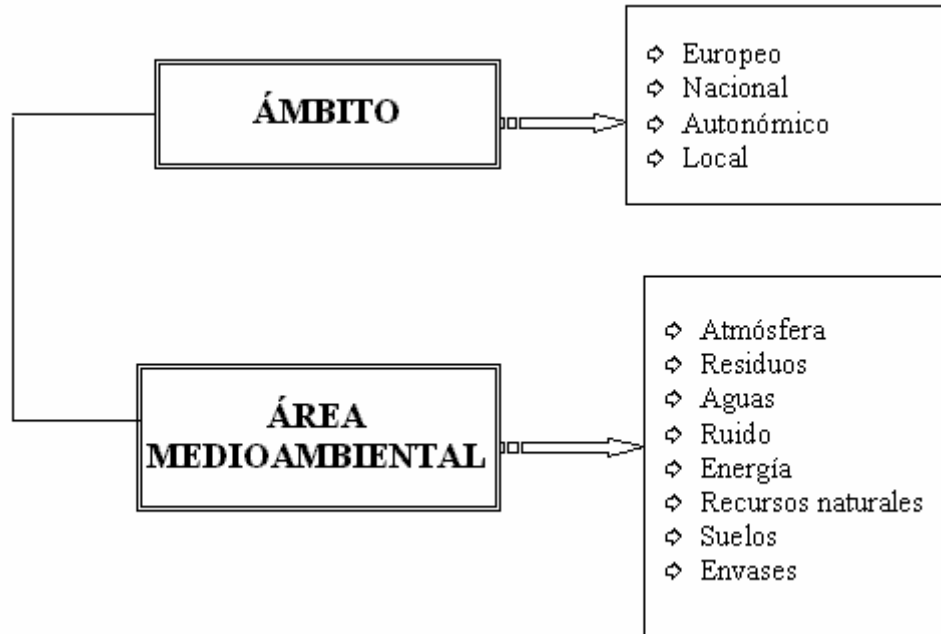 ÁMBITO
Europeo
Nacional
Autonómico
Local
ÁREA
MEDIOAMBIENTAL
Atmósfera
Residuos
Aguas
Ruido
Energía
Recursos naturales
Suelos
Envases